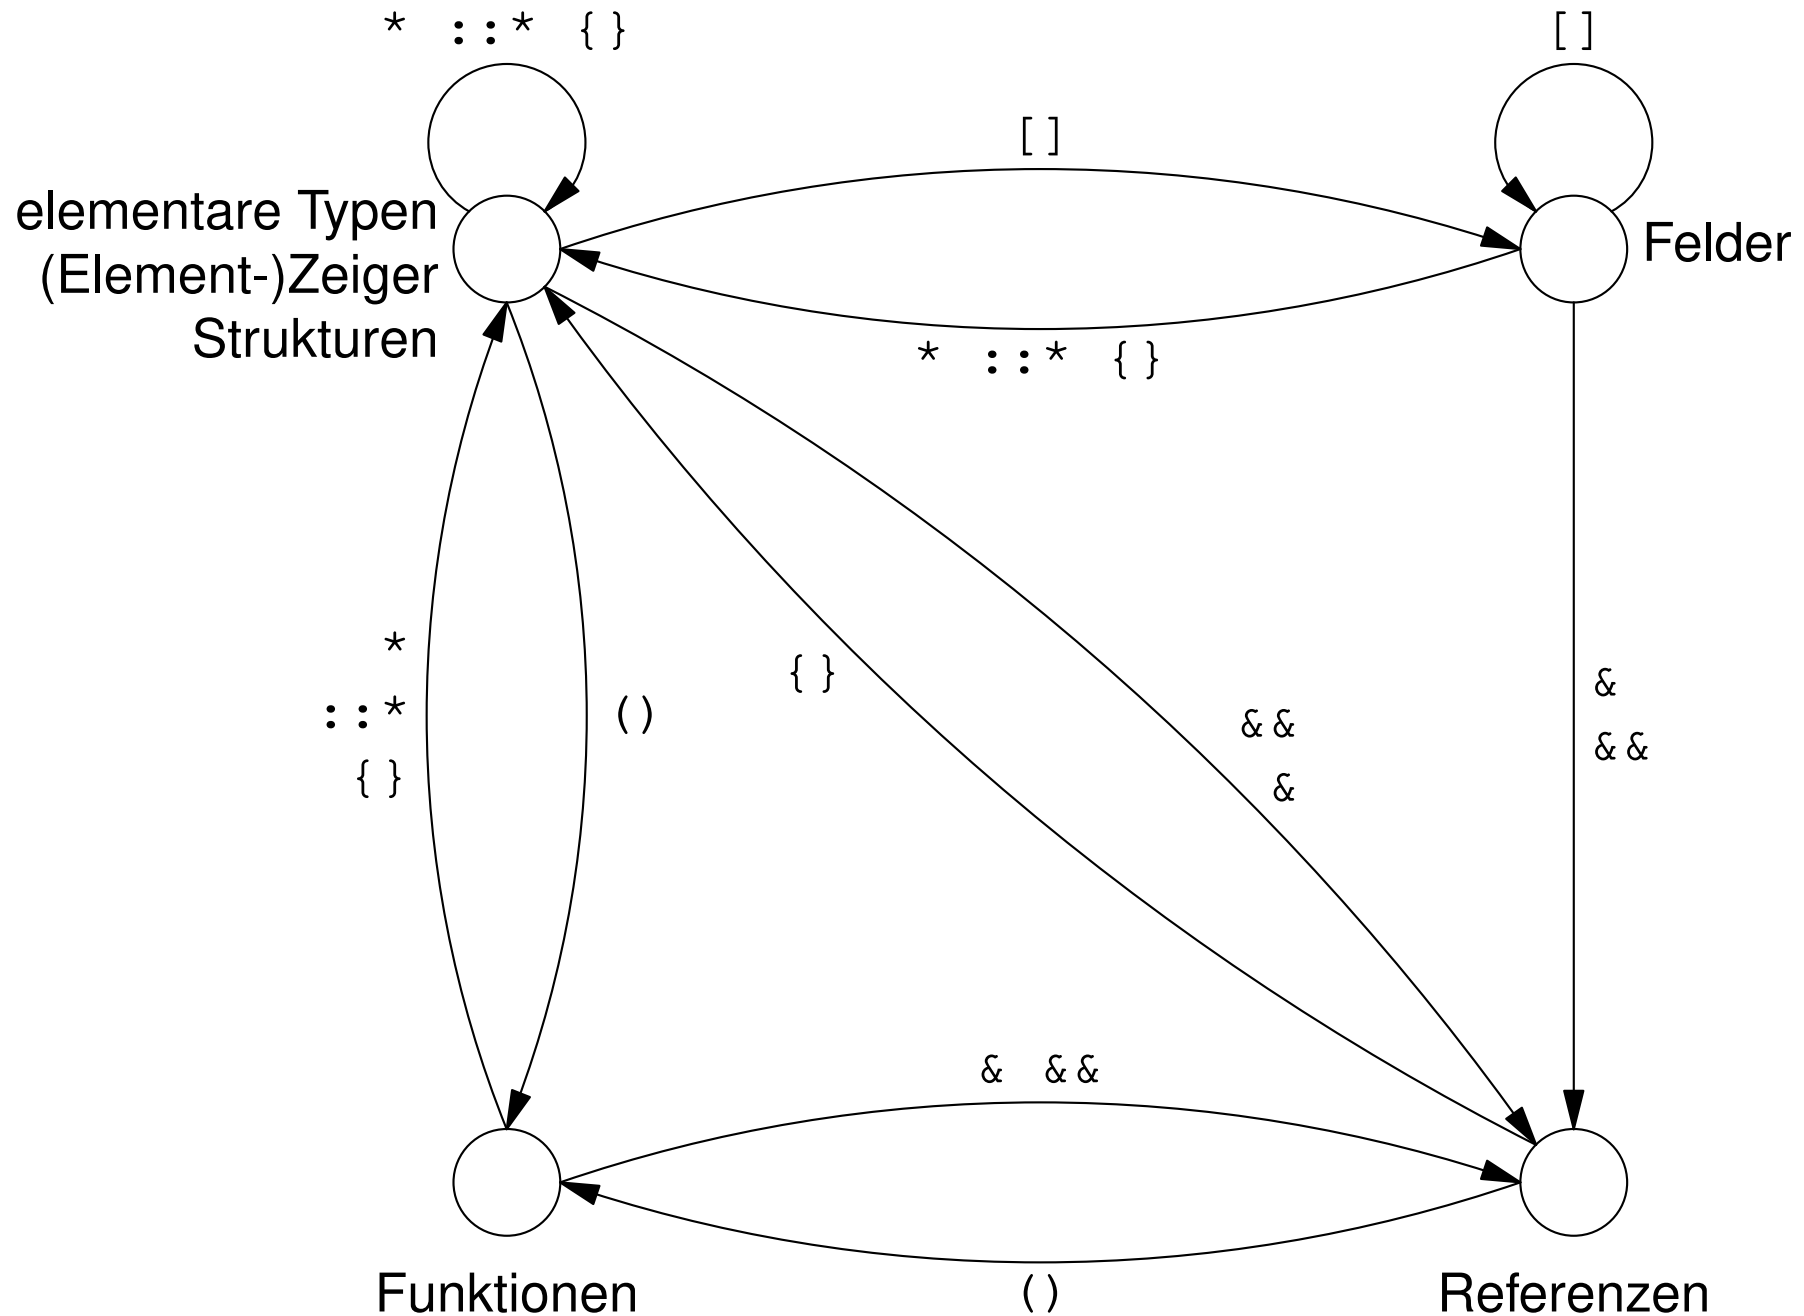 * ::* {}
[]
[]
elementare Typen
(Element-)Zeiger
Strukturen
Felder
* ::* {}
*
::*
{}
()
{}
&&
&
&
&&
& &&
()
Funktionen
Referenzen